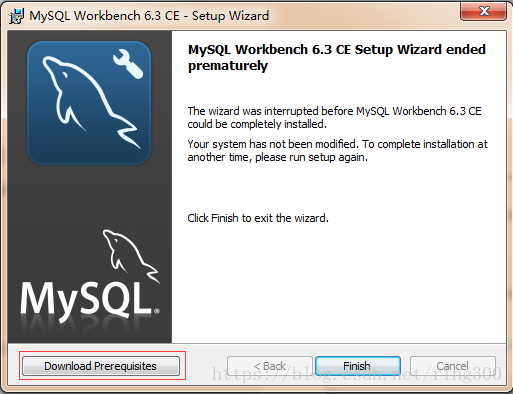 MySQL Workbench 6.3 CE - Setup Wizard
MySQL Workbench 6.3 CE Setup Wizard ended
prematurely
The wizard was interrupted before MySQL Workbench 6.3 CE
could be completely installed.
Your system has not been modified. To complete installation at
another time, please run setup again.
Click Finish to exit the wizard.
MySQL®
Download Prerequisites
< Back
Finish
Cancel
https://blog.csdn.net/ring300